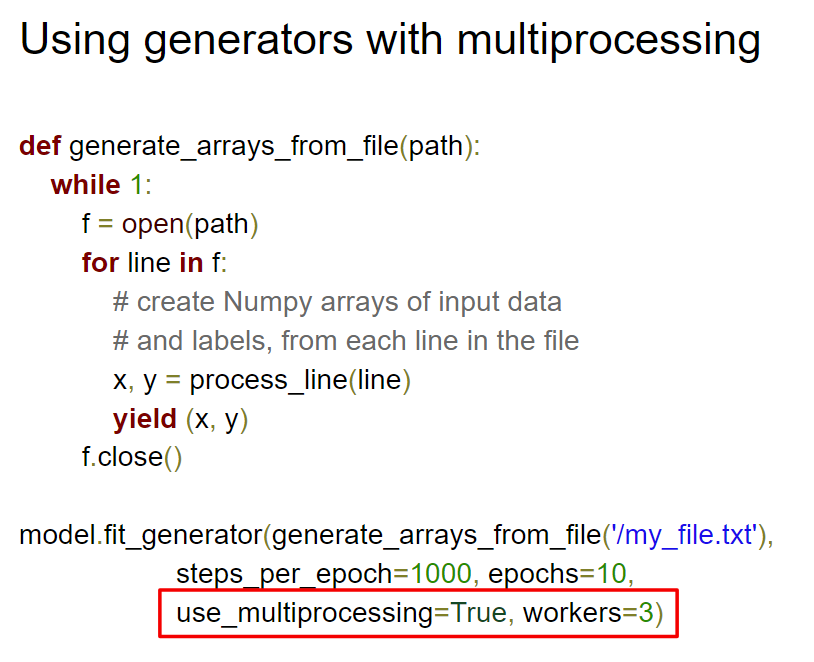 Using generators with multiprocessing
def generate_arrays_from_file(path):
while 1:
f = open(path)
for line in f:
# create Numpy arrays of input data
# and labels, from each line in the file
x, y = process_line(line)
yield (x, y)
f.close()
model.fit_generator(generate_arrays_from_file('/my_file.txt'),
steps_per_epoch=1000, epochs=10,
use_multiprocessing=True, workers=3)